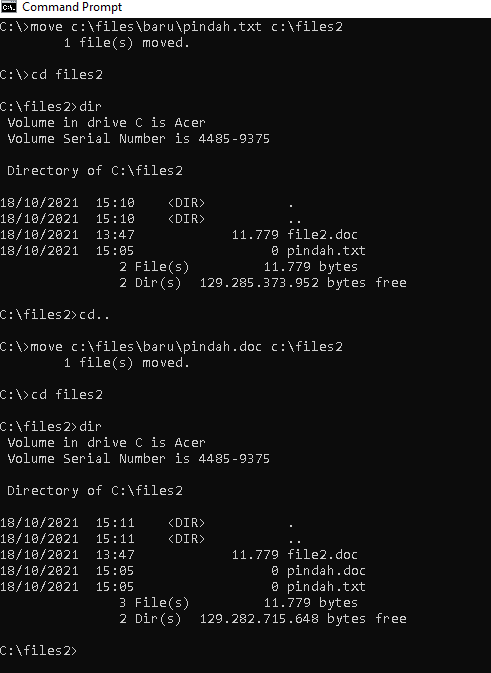 Command Prompt
C:\>move c:\files\baru\pindah.txt c:\files2
        1 file(s) moved.
C:\>cd files2
C:\files2>dir
 Volume in drive C is Acer
 Volume Serial Number is 4485-9375
 Directory of C:\files2
18/10/2021  15:10    <DIR>          .
18/10/2021  15:10    <DIR>          ..
18/10/2021  13:47            11.779 file2.doc
18/10/2021  15:05                 0 pindah.txt
               2 File(s)         11.779 bytes
               2 Dir(s)  129.285.373.952 bytes free
C:\files2>cd..
C:\>move c:\files\baru\pindah.doc c:\files2
        1 file(s) moved.
C:\>cd files2
C:\files2>dir
 Volume in drive C is Acer
 Volume Serial Number is 4485-9375
 Directory of C:\files2
18/10/2021  15:11    <DIR>          .
18/10/2021  15:11    <DIR>          ..
18/10/2021  13:47            11.779 file2.doc
18/10/2021  15:05                 0 pindah.doc
18/10/2021  15:05                 0 pindah.txt
               3 File(s)         11.779 bytes
               2 Dir(s)  129.282.715.648 bytes free
C:\files2>